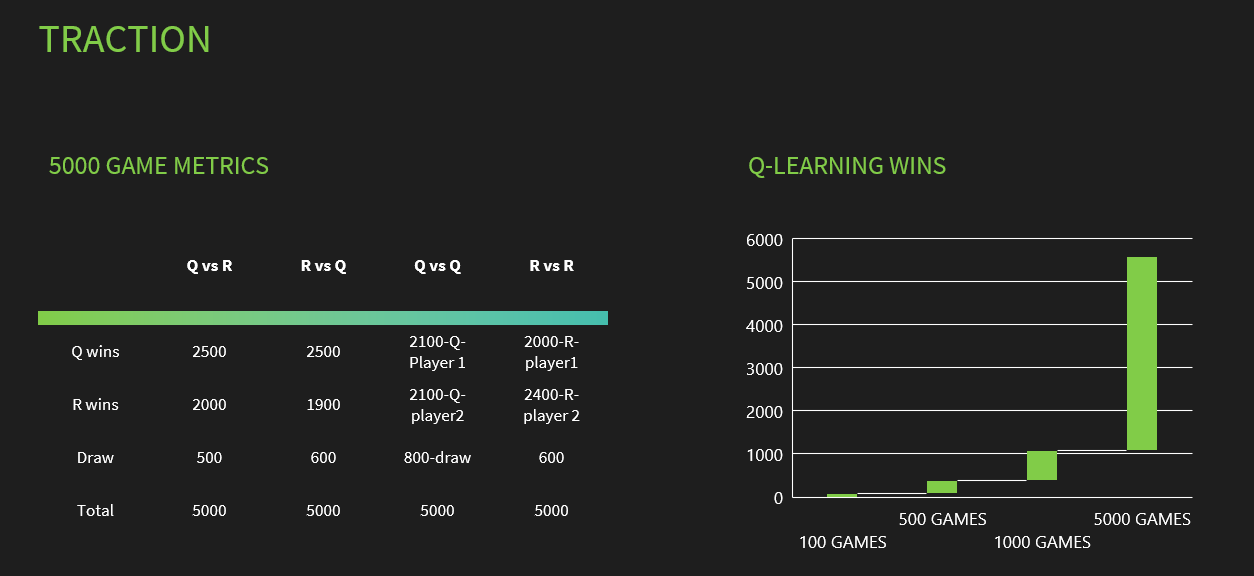 TRACTION
5000 GAME METRICS
Q vs R R vs Q Q vs Q R vs R
Q wins 2500 2500 2100-Q-Player 1 2000-R-player1
R wins 2000 1900 2100-Q-player2 2400-R-player 2
Draw 500 600 800-draw 600
Total 5000 5000 5000 5000
Q-LEARNING WINS
6000
5000
4000
3000
2000
1000
0
100 GAMES
500 GAMES
1000 GAMES
5000 GAMES